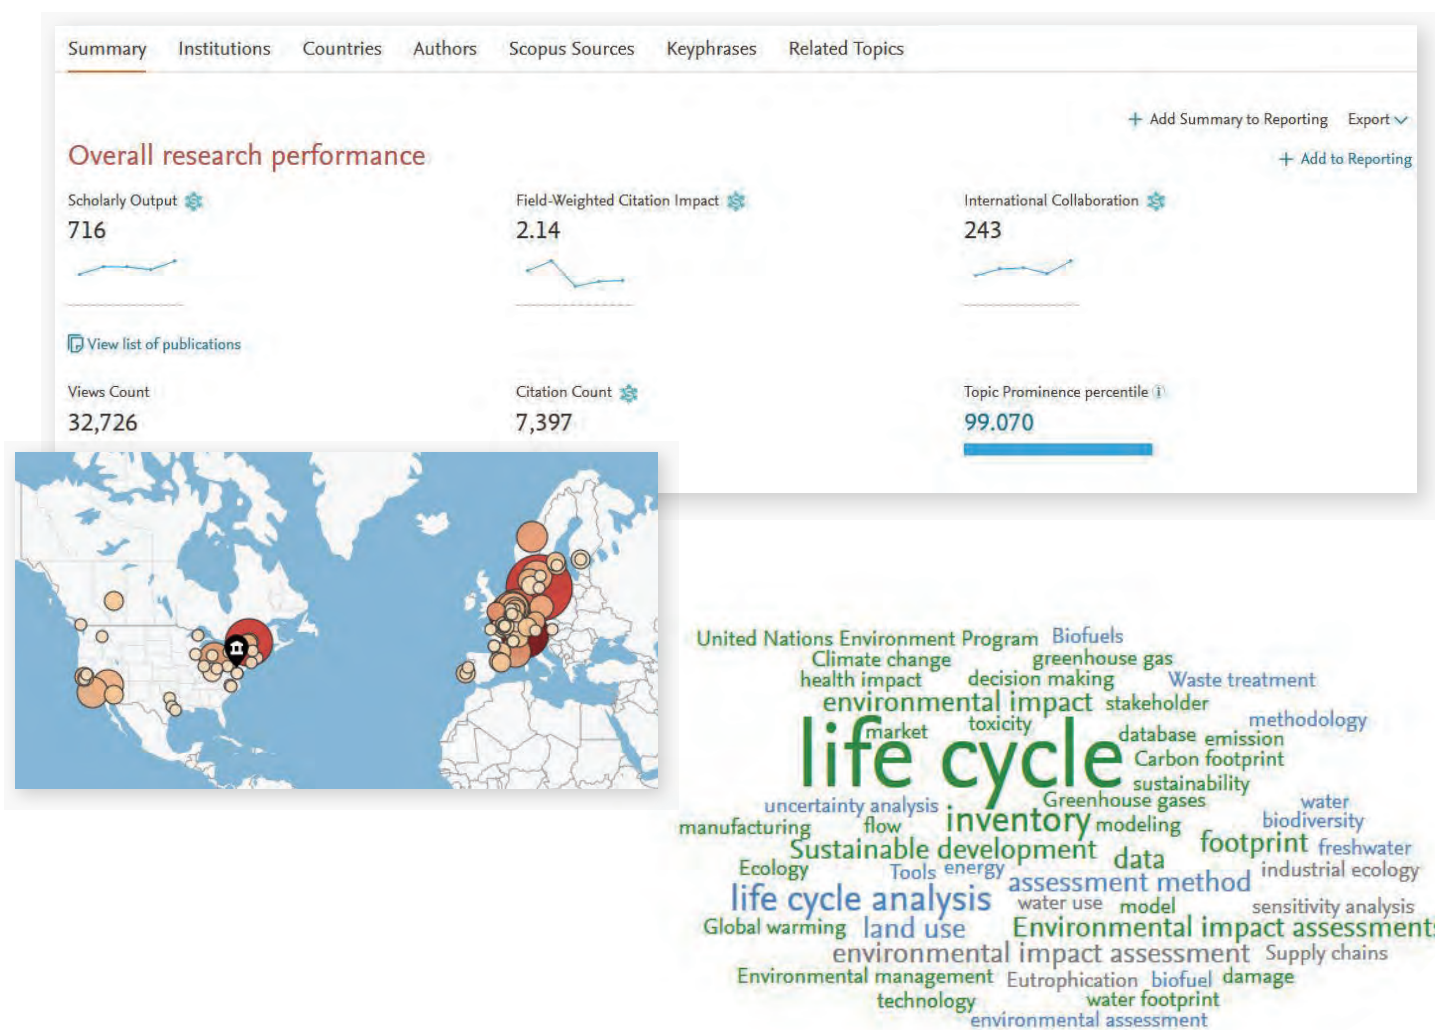 Summary Institutions Countries Authors Scopus Sources Keyphrases Related Topics
+ Add Summary to Reporting Export
Overall research performance
+ Add to Reporting
Scholarly Output Field-Weighted Citation Impact International Collaboration
716 2.14 243
View list of publications
Views Count Citation Count Topic Prominence percentile
32,726 7,397 99.070
United Nations Environment Program Biofuels
Climate change greenhouse gas
health impact decision making Waste treatment
environmental impact stakeholder
market toxicity methodology
life cycle database emission
Carbon footprint
sustainability
uncertainty analysis Greenhouse gases water
manufacturing flow inventory modeling biodiversity
Sustainable development data footprint freshwater
Ecology Tools energy assessment method industrial ecology
life cycle analysis water use model sensitivity analysis
Global warming land use Environmental impact assessments
environmental impact assessment Supply chains
Environmental management Eutrophication biofuel damage
technology water footprint
environmental assessment